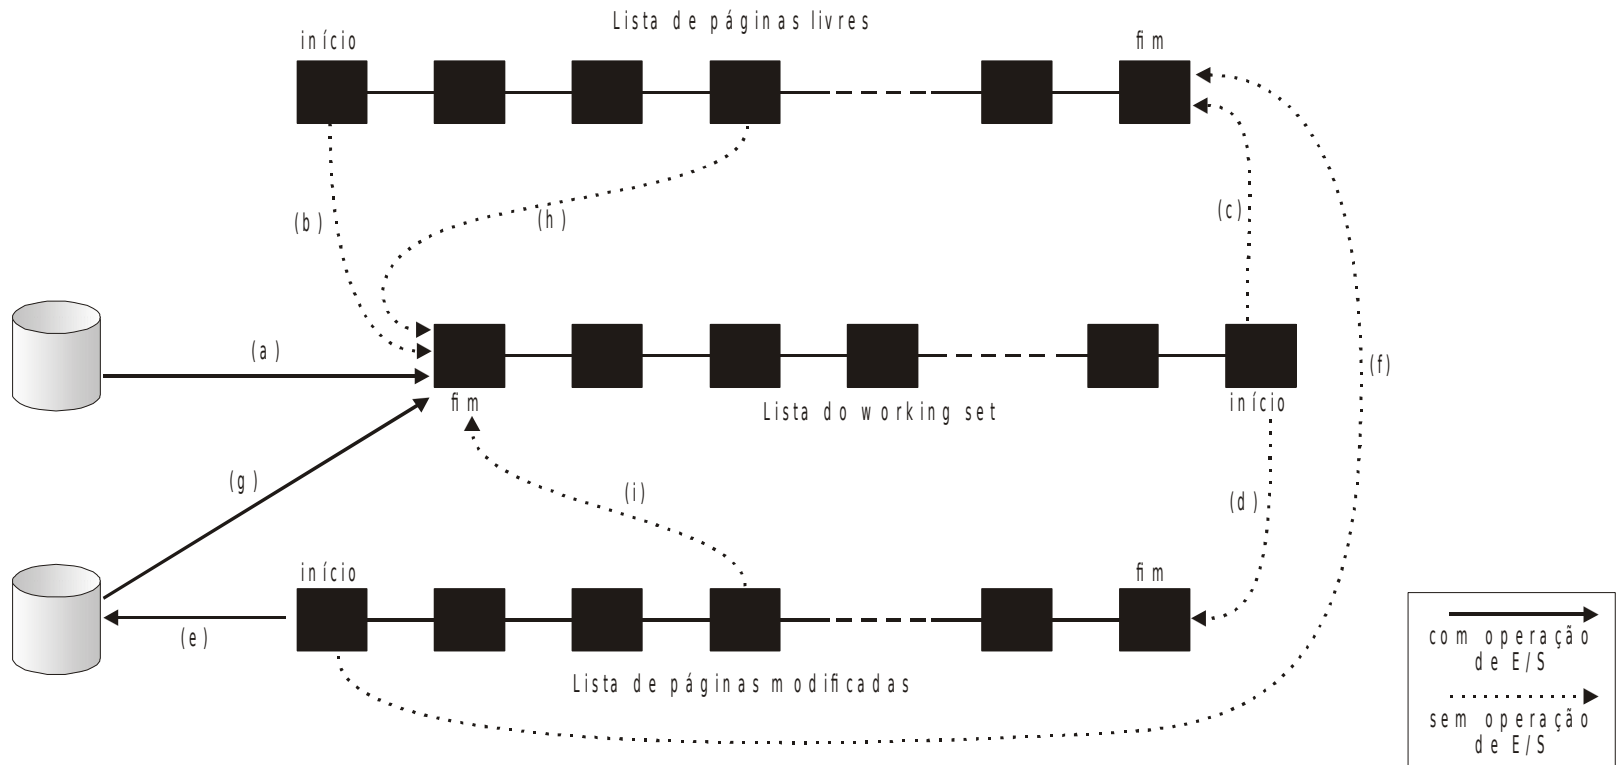 Lista de páginas livres
início
fim
(b)
(h)
(c)
(a)
(f)
fim
Lista do working set
início
(g)
(i)
(d)
início
fim
(e)
Lista de páginas modificadas
com operação
de E/S
sem operação
de E/S